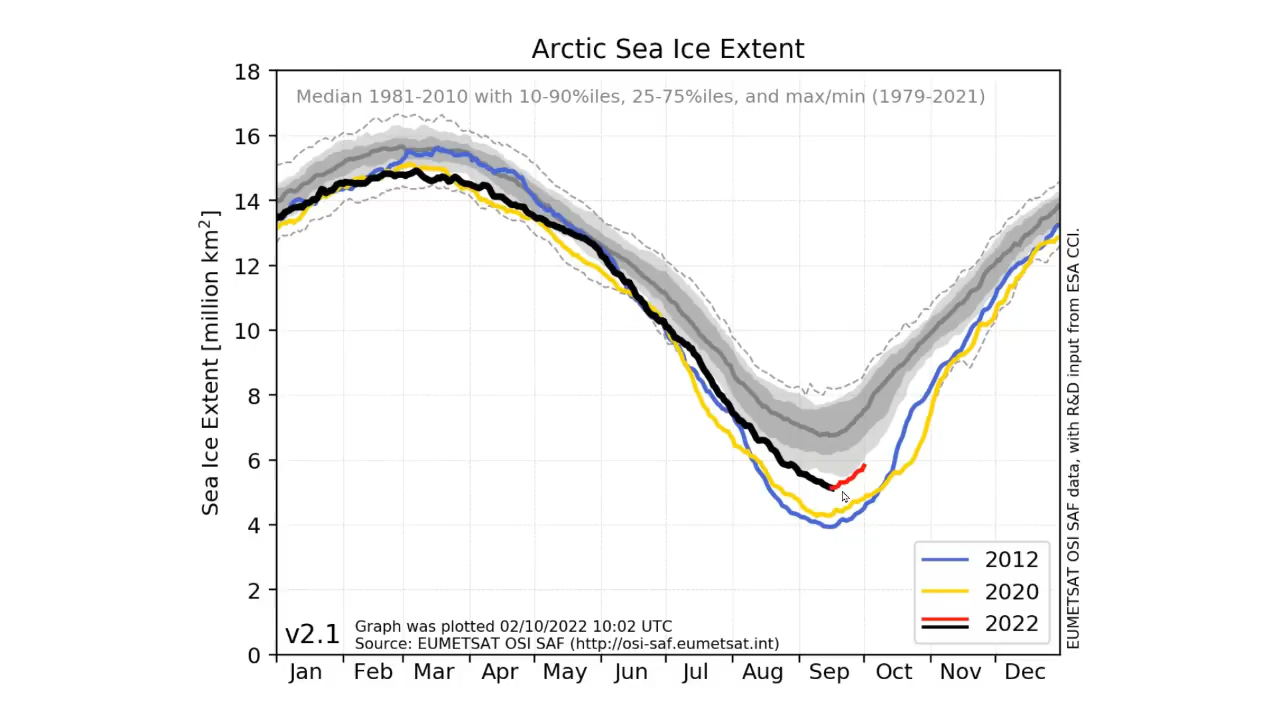 Arctic Sea Ice Extent
Median 1981-2010 with 10-90%iles, 25-75%iles, and max/min (1979-2021)
Sea Ice Extent [million km²]
18
16
14
12
10
8
6
4
2
0
Jan Feb Mar Apr May Jun Jul Aug Sep Oct Nov Dec
2012
2020
2022
v2.1
Graph was plotted 02/10/2022 10:02 UTC
Source: EUMETSAT OSI SAF (http://osi-saf.eumetsat.int)
EUMETSAT OSI SAF data, with R&D input from ESA CCI.